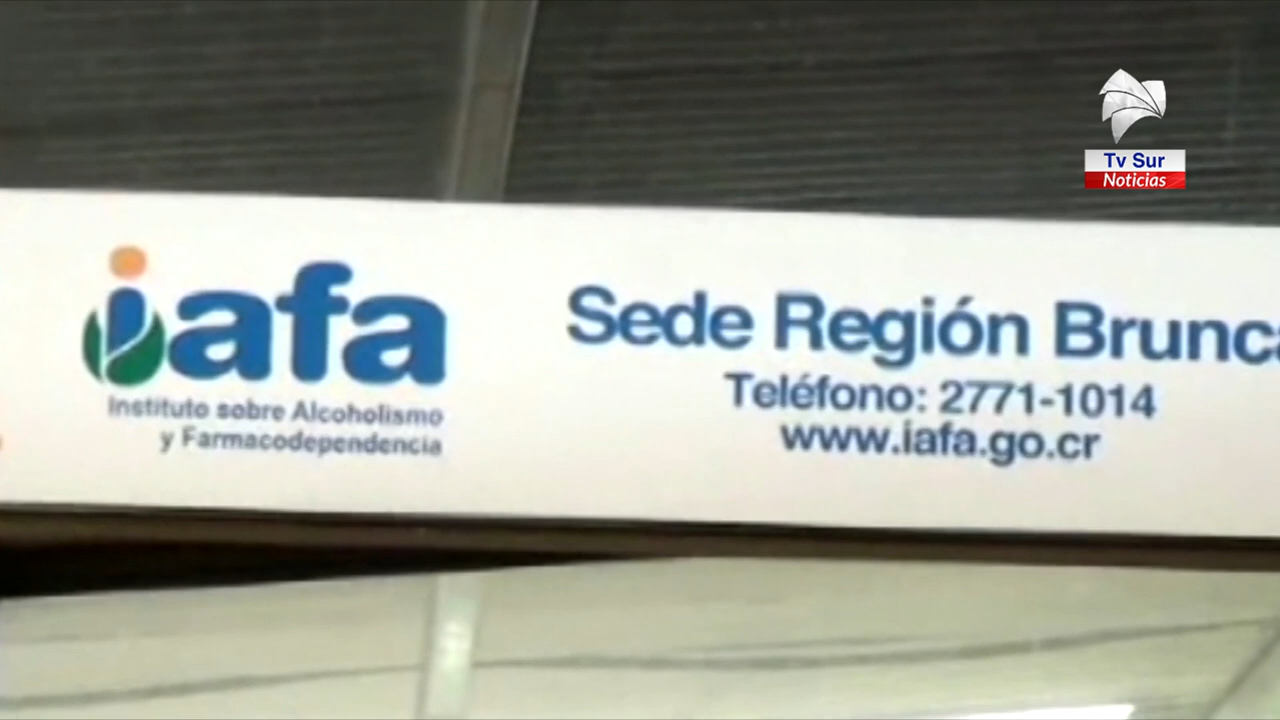 Tv Sur
Noticias
iafa
Instituto sobre Alcoholismo
y Farmacodependencia
Sede Región Brunca
Teléfono: 2771-1014
www.iafa.go.cr